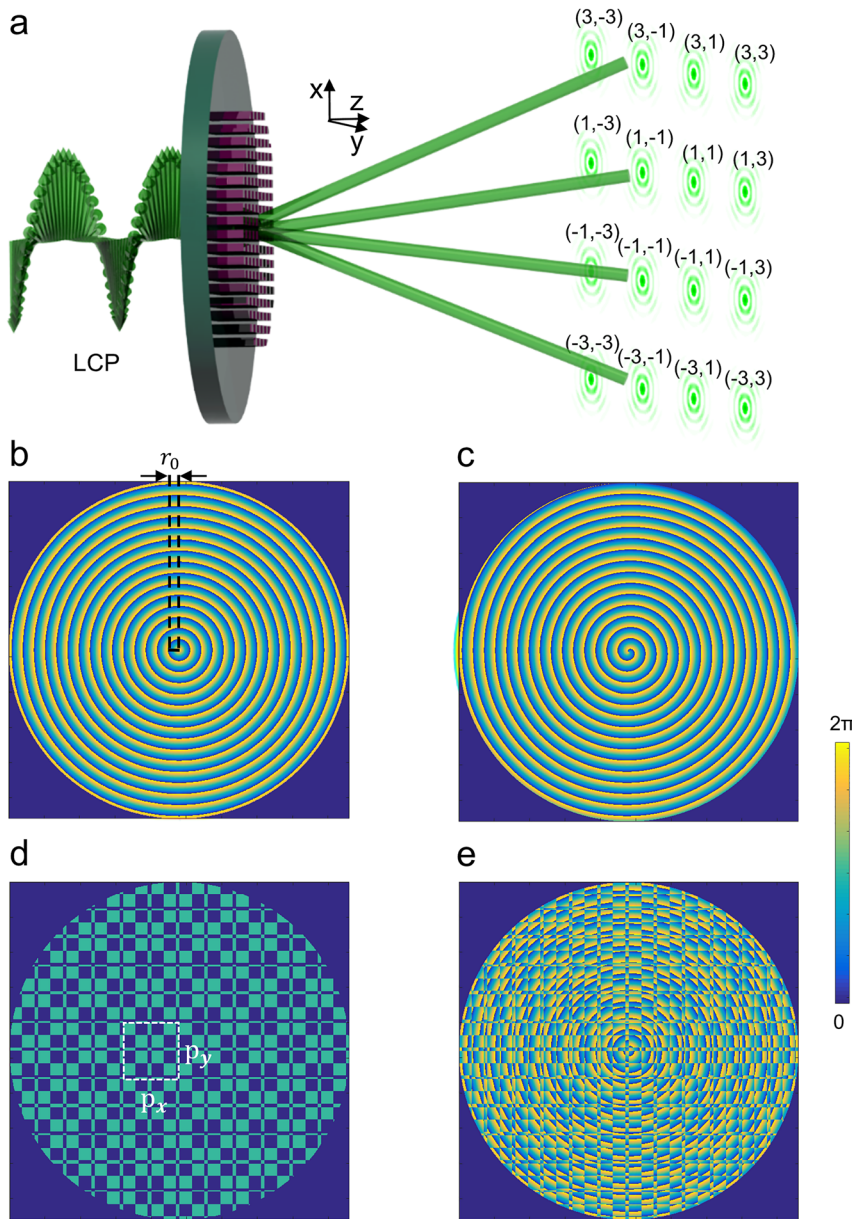 a
(3,-3)
(3,-1)
(3,1)
(3,3)
x
z
y
(1,-3)
(1,-1)
(1,1)
(1,3)
(-1,-3)
(-1,-1)
(-1,1)
(-1,3)
LCP
(-3,-3)
(-3,-1)
(-3,1)
(-3,3)
b
r₀
c
2π
0
d
pᵧ
pₓ
e